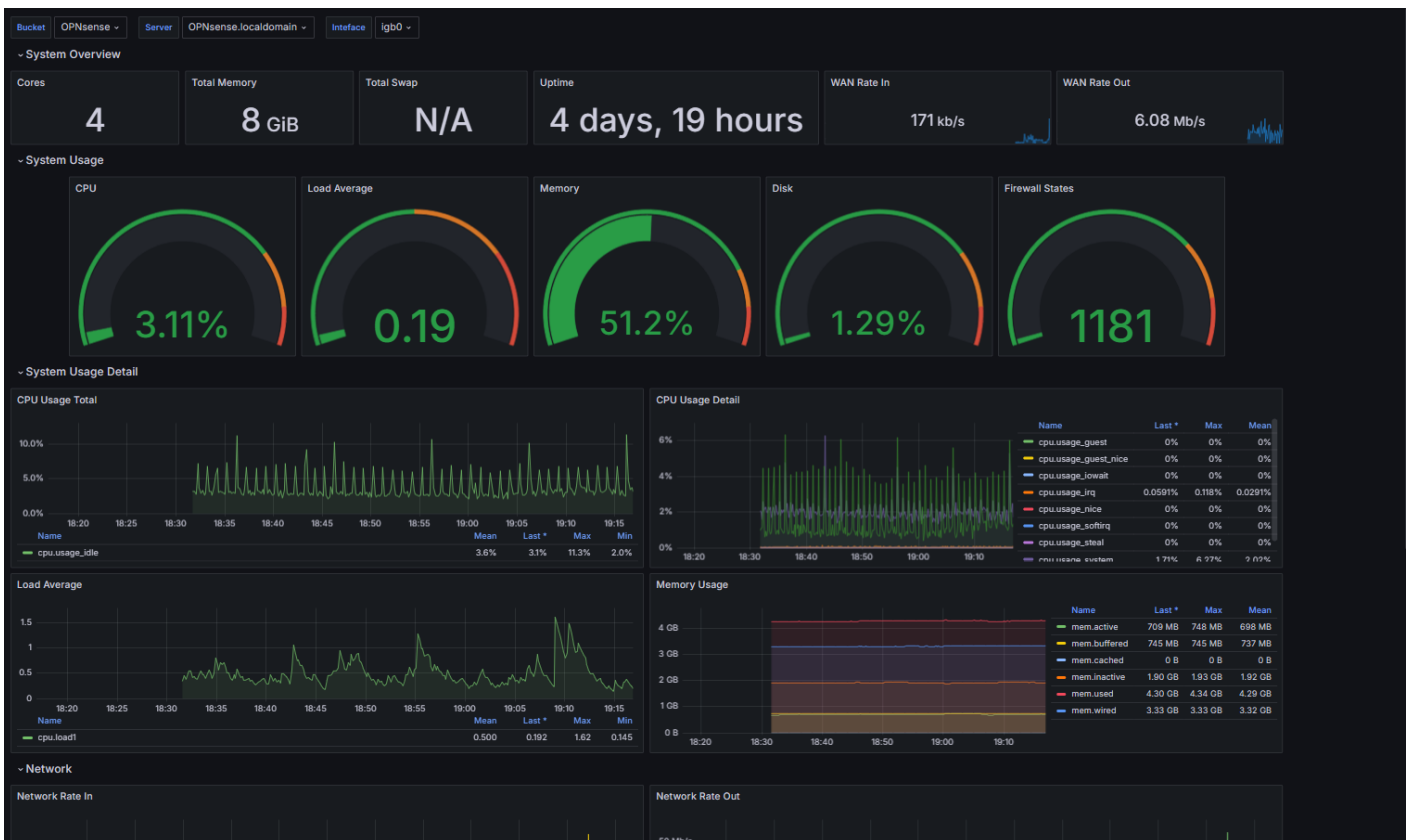 Bucket OPNsense Server OPNsense.localdomain Inteface igb0
System Overview
Cores
4
Total Memory
8 GiB
Total Swap
N/A
Uptime
4 days, 19 hours
WAN Rate In
171 kb/s
WAN Rate Out
6.08 Mb/s
System Usage
CPU
3.11%
Load Average
0.19
Memory
51.2%
Disk
1.29%
Firewall States
1181
System Usage Detail
CPU Usage Total
10.0%
5.0%
0.0%
18:20 18:25 18:30 18:35 18:40 18:45 18:50 18:55 19:00 19:05 19:10 19:15
Name Mean Last * Max Min
cpu.usage_idle 3.6% 3.1% 11.3% 2.0%
CPU Usage Detail
6%
4%
2%
0%
18:20 18:30 18:40 18:50 19:00 19:10
Name Last * Max Mean
cpu.usage_guest 0% 0% 0%
cpu.usage_guest_nice 0% 0% 0%
cpu.usage_iowait 0% 0% 0%
cpu.usage_irq 0.0591% 0.118% 0.0291%
cpu.usage_nice 0% 0% 0%
cpu.usage_softirq 0% 0% 0%
cpu.usage_steal 0% 0% 0%
cpu.usage_system 1.71% 6.27% 2.02%
Load Average
1.5
1
0.5
0
18:20 18:25 18:30 18:35 18:40 18:45 18:50 18:55 19:00 19:05 19:10 19:15
Name Mean Last * Max Min
cpu.load1 0.500 0.192 1.62 0.145
Memory Usage
4 GB
3 GB
2 GB
1 GB
0 B
18:20 18:30 18:40 18:50 19:00 19:10
Name Last * Max Mean
mem.active 709 MB 748 MB 698 MB
mem.buffered 745 MB 745 MB 737 MB
mem.cached 0 B 0 B 0 B
mem.inactive 1.90 GB 1.93 GB 1.92 GB
mem.used 4.30 GB 4.34 GB 4.29 GB
mem.wired 3.33 GB 3.33 GB 3.32 GB
Network
Network Rate In
Network Rate Out